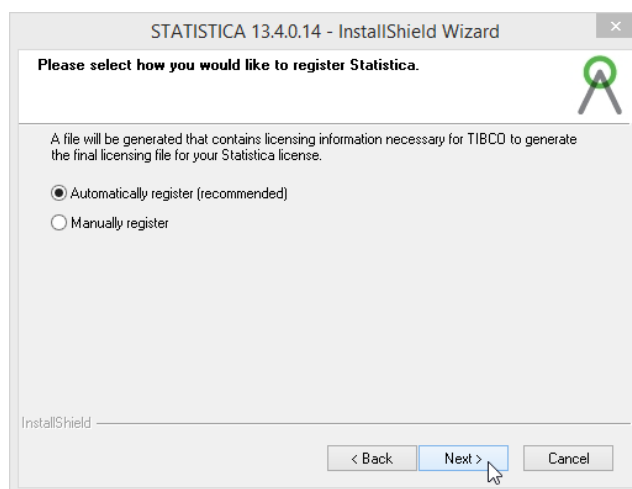 STATISTICA 13.4.0.14 - InstallShield Wizard
Please select how you would like to register Statistica.
A file will be generated that contains licensing information necessary for TIBCO to generate
the final licensing file for your Statistica license.
Automatically register (recommended)
Manually register
InstallShield
< Back
Next >
Cancel